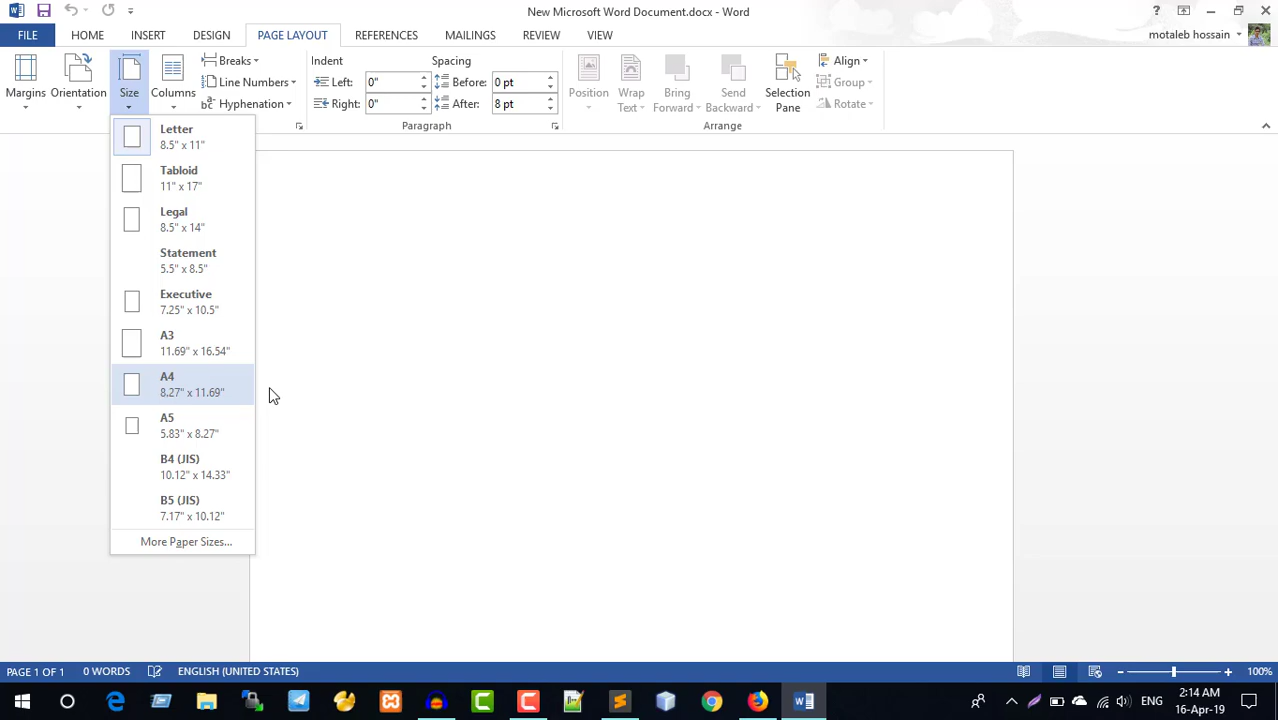 New Microsoft Word Document.docx - Word
FILE
HOME
INSERT
DESIGN
PAGE LAYOUT
REFERENCES
MAILINGS
REVIEW
VIEW
motaleb hossain
Margins
Orientation
Size
Columns
Breaks
Line Numbers
Hyphenation
Indent
Left: 0"
Right: 0"
Spacing
Before: 0 pt
After: 8 pt
Paragraph
Position
Wrap
Text
Bring
Forward
Send
Backward
Selection
Pane
Align
Group
Rotate
Arrange
Letter
8.5" x 11"
Tabloid
11" x 17"
Legal
8.5" x 14"
Statement
5.5" x 8.5"
Executive
7.25" x 10.5"
A3
11.69" x 16.54"
A4
8.27" x 11.69"
A5
5.83" x 8.27"
B4 (JIS)
10.12" x 14.33"
B5 (JIS)
7.17" x 10.12"
More Paper Sizes...
PAGE 1 OF 1
0 WORDS
ENGLISH (UNITED STATES)
100%
ENG
2:14 AM
16-Apr-19